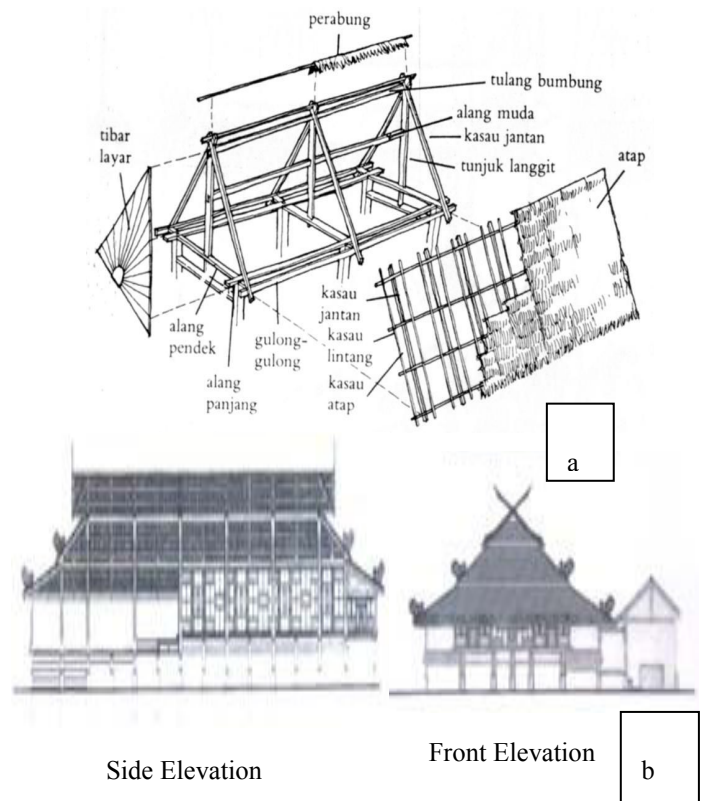 perabung
tulang bumbung
alang muda
kasau jantan
tunjuk langgit
atap
tibar
layar
kasau
jantan
kasau
lintang
kasau
atap
alang
pendek
gulong-
gulong
alang
panjang
a
Side Elevation
Front Elevation
b